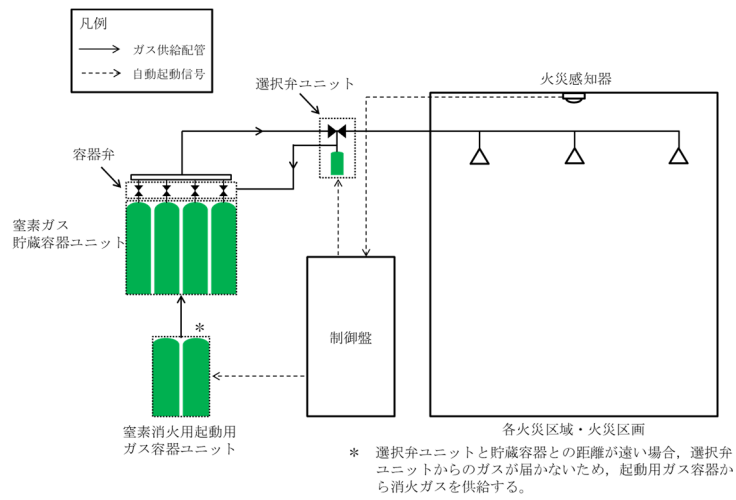 凡例
ガス供給配管
自動起動信号
選択弁ユニット
火災感知器
容器弁
窒素ガス
貯蔵容器ユニット
*
制御盤
窒素消火用起動用
ガス容器ユニット
各火災区域・火災区画
* 選択弁ユニットと貯蔵容器との距離が遠い場合,選択弁
ユニットからのガスが届かないため,起動用ガス容器か
ら消火ガスを供給する。